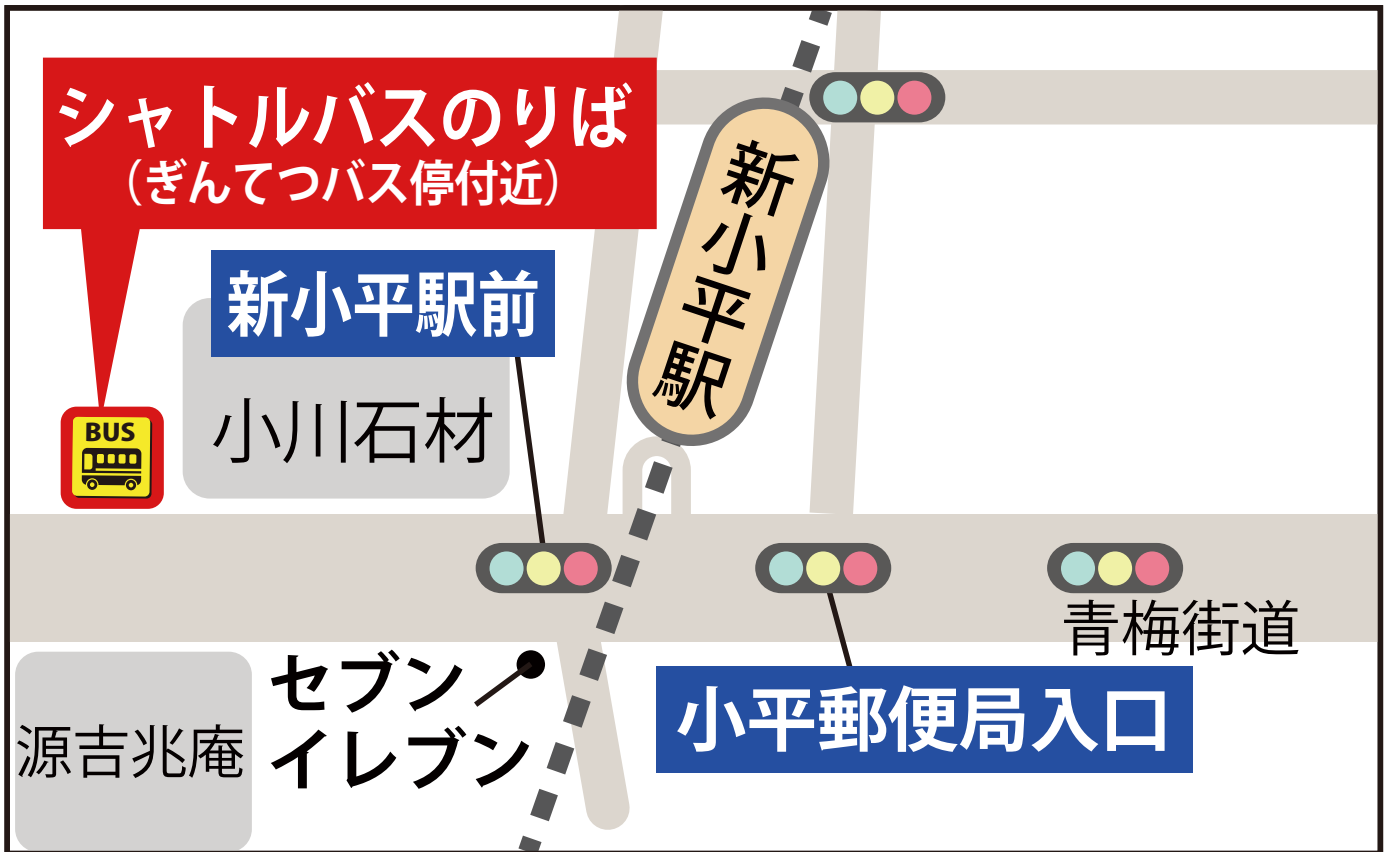 シャトルバスのりば
（ぎんてつバス停付近）
新小平駅
新小平駅前
小川石材
BUS
青梅街道
セブン
イレブン
小平郵便局入口
源吉兆庵